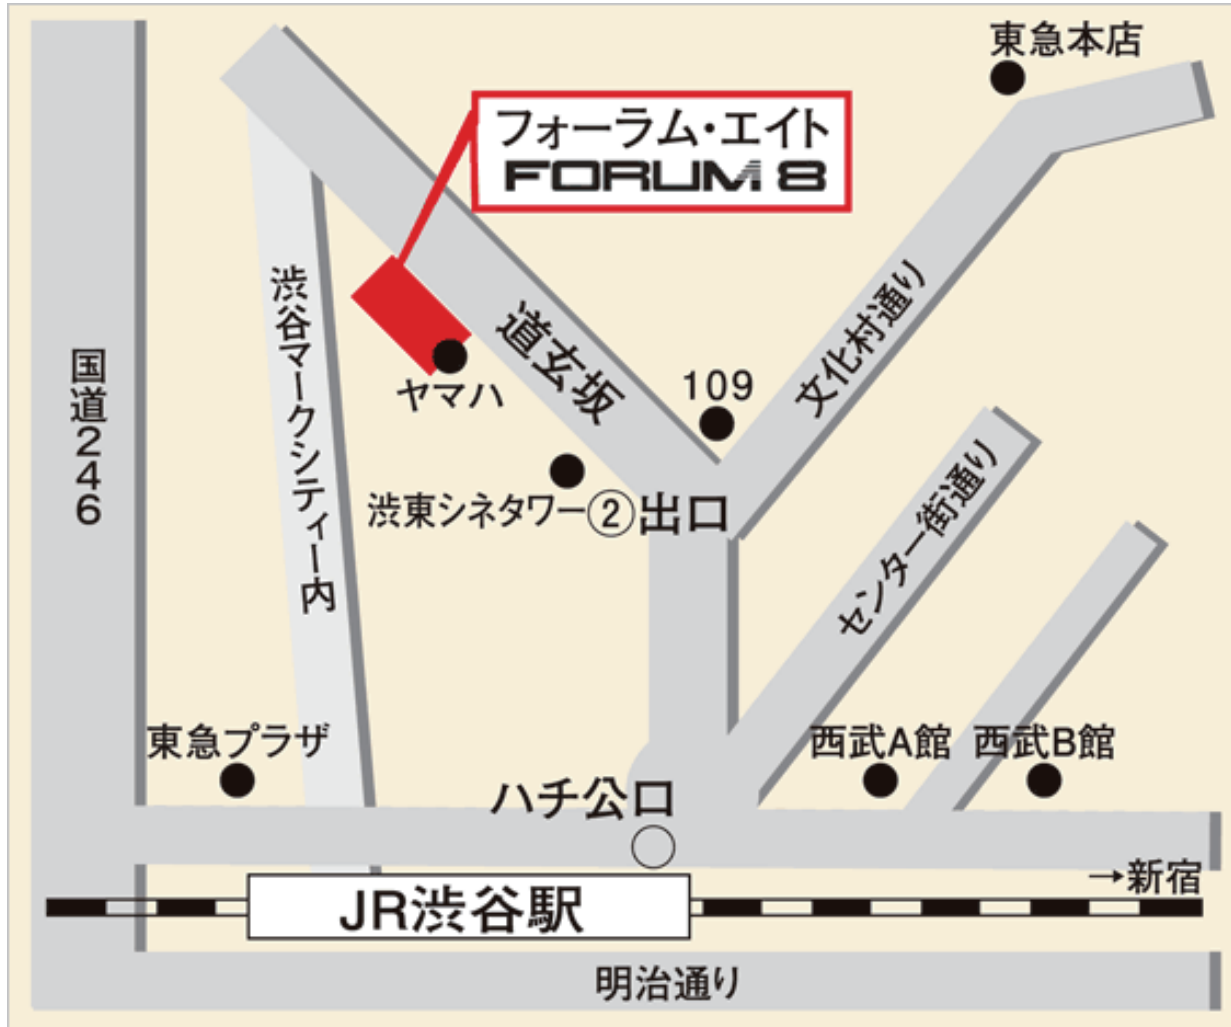 東急本店
フォーラム・エイト
FORUM 8
渋谷マークシティー内
道玄坂
文化村通り
国道246
109
ヤマハ
渋東シネタワー②出口
センター街通り
東急プラザ
西武A館
西武B館
ハチ公口
→新宿
JR渋谷駅
明治通り